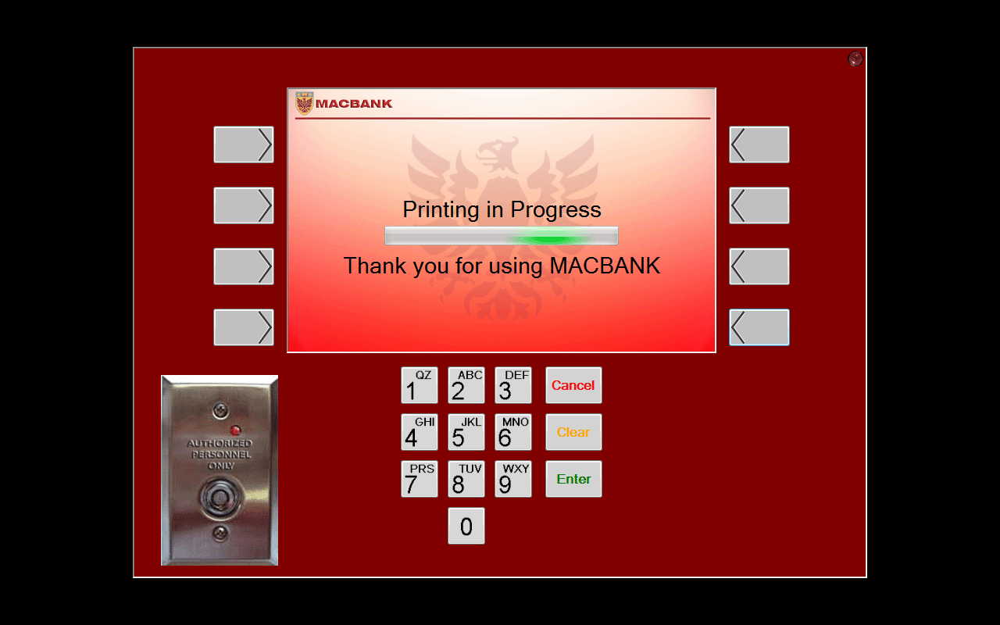 MACBANK
Printing in Progress
Thank you for using MACBANK
QZ
1
ABC
2
DEF
3
Cancel
GHI
4
JKL
5
MNO
6
Clear
PRS
7
TUV
8
WXY
9
Enter
0
AUTHORIZED
PERSONNEL
ONLY